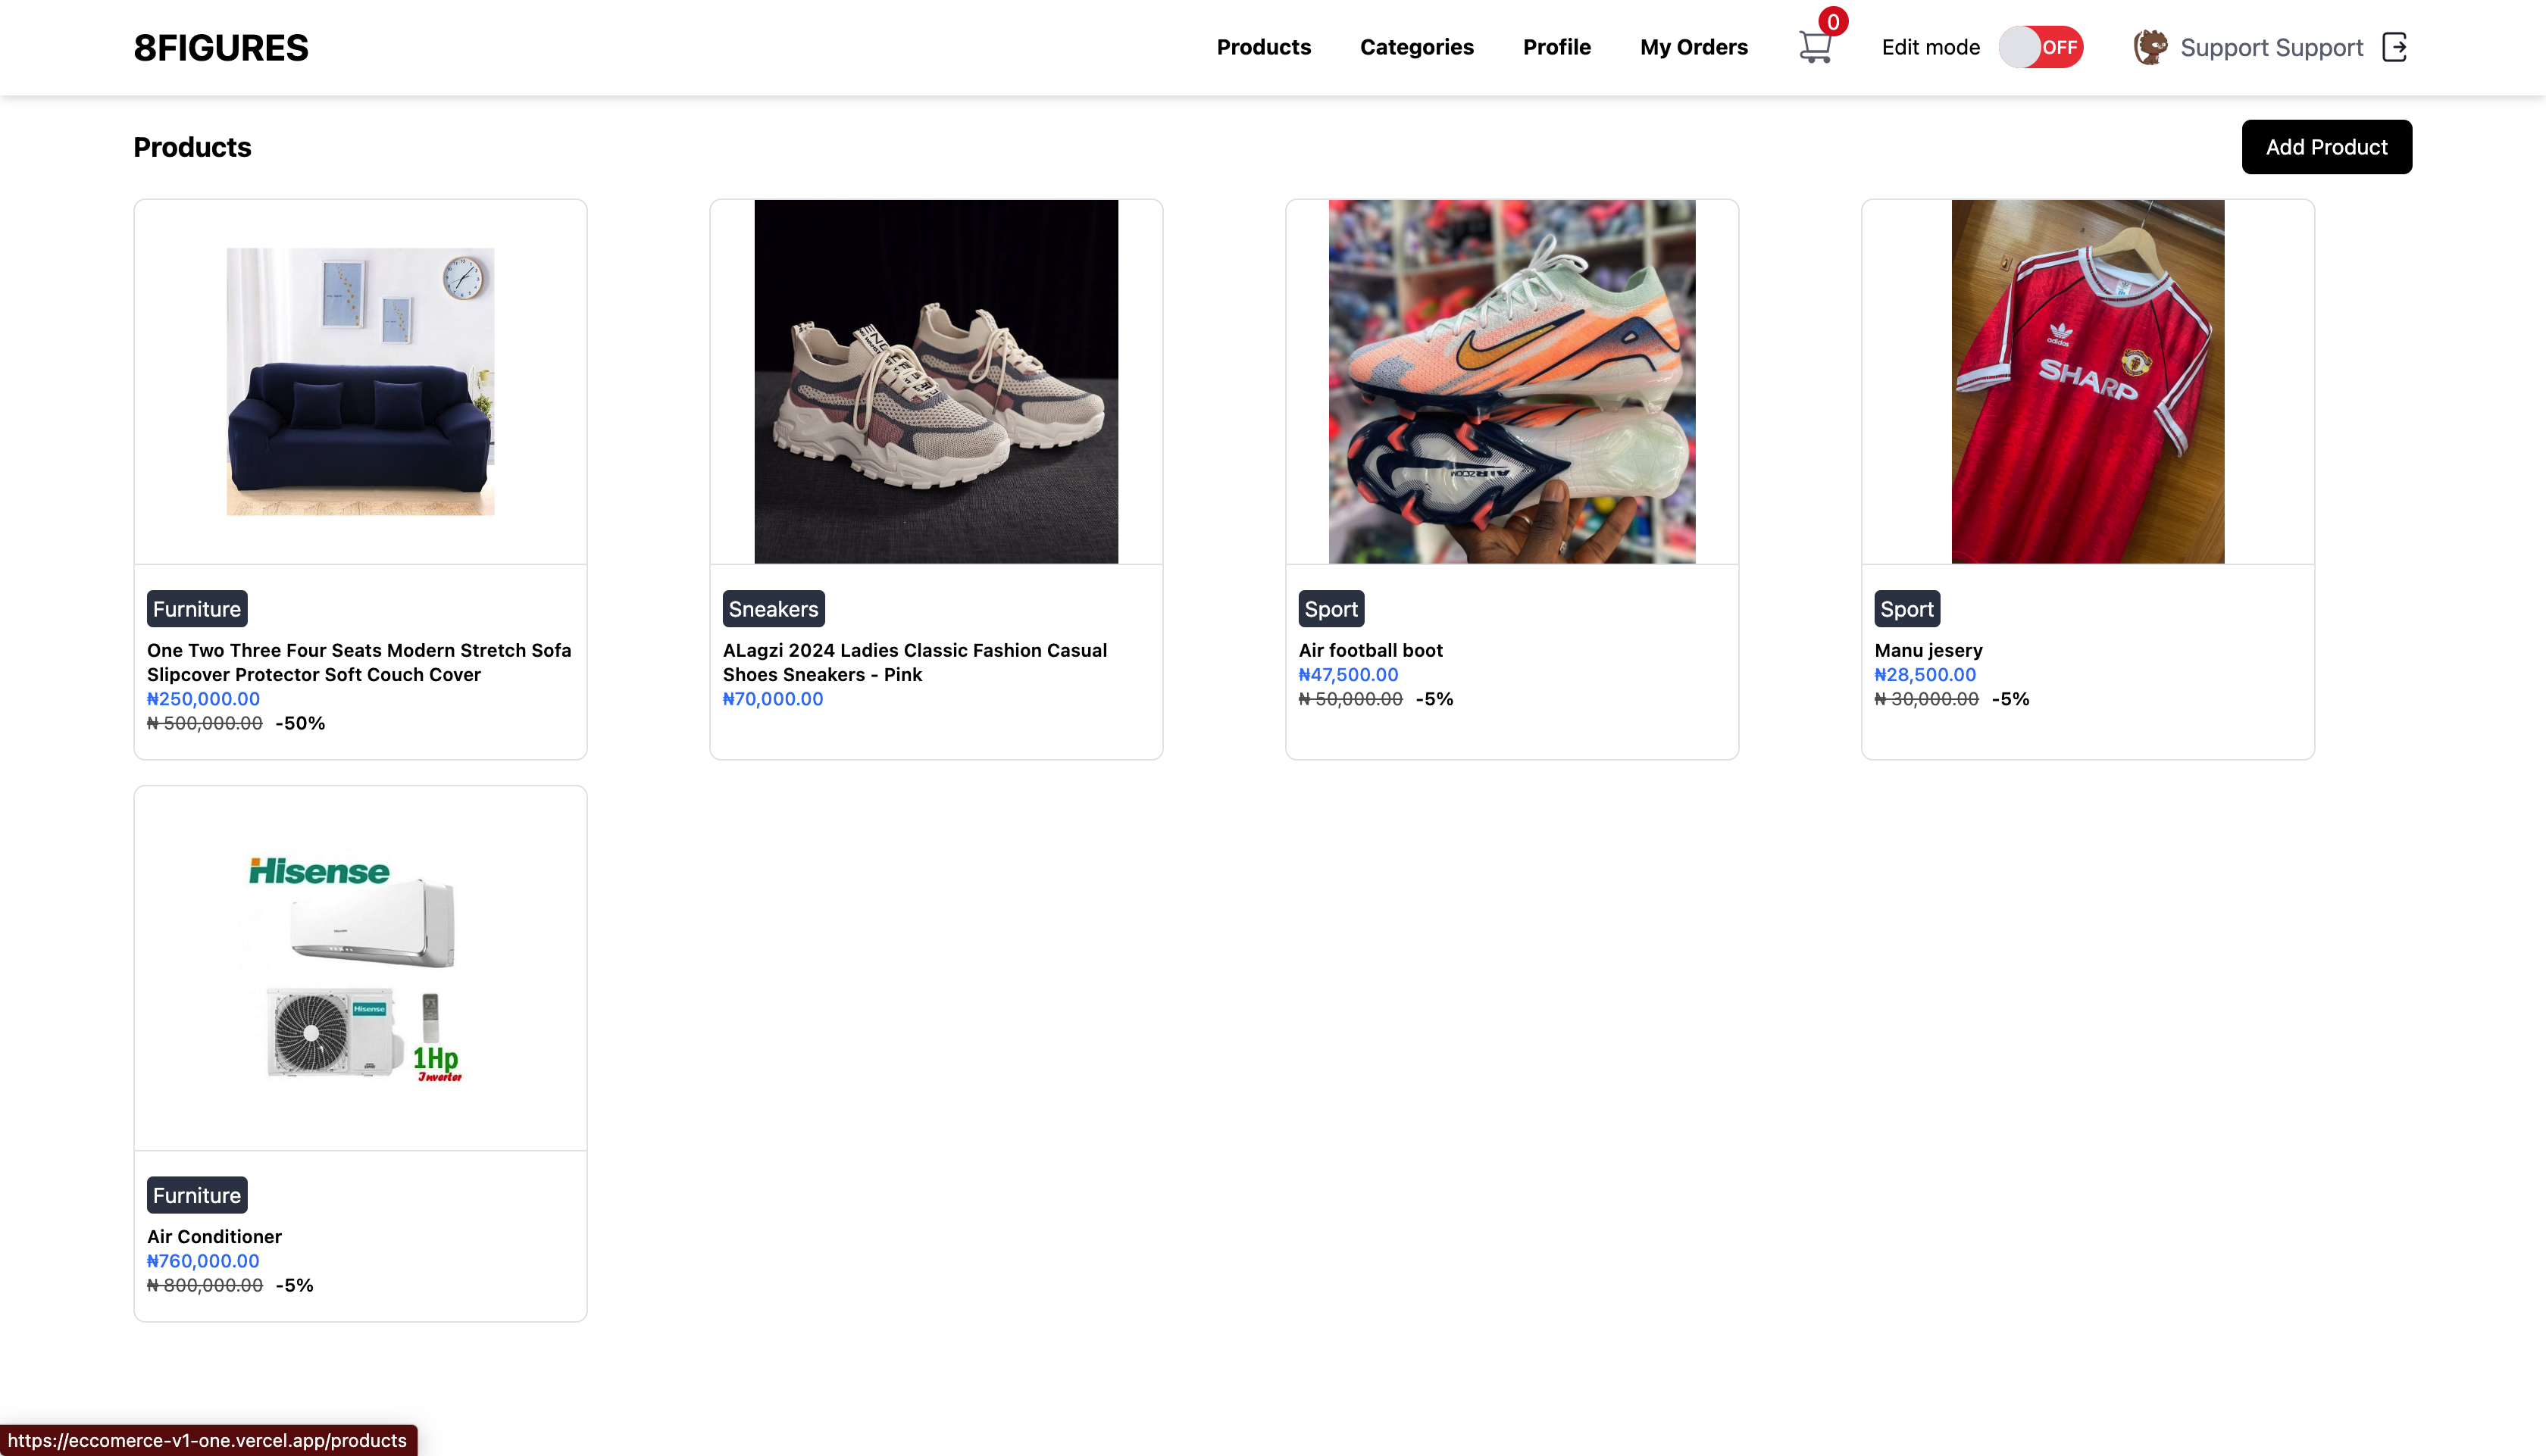 8FIGURES
Products
Categories
Profile
My Orders
0
Edit mode
OFF
Support Support
Products
Add Product
adidas
SHARP
AIRZOOM
Furniture
One Two Three Four Seats Modern Stretch Sofa
Slipcover Protector Soft Couch Cover
₦250,000.00
₦ 500,000.00 -50%
Sneakers
ALagzi 2024 Ladies Classic Fashion Casual
Shoes Sneakers - Pink
₦70,000.00
Sport
Air football boot
₦47,500.00
₦ 50,000.00 -5%
Sport
Manu jesery
₦28,500.00
₦ 30,000.00 -5%
Hisense
Hisense
1Hp
Invertor
Furniture
Air Conditioner
₦760,000.00
₦ 800,000.00 -5%
https://eccomerce-v1-one.vercel.app/products